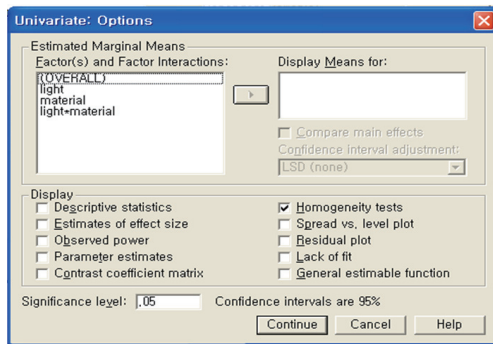 Univariate: Options
Estimated Marginal Means
Factor(s) and Factor Interactions:
(OVERALL)
light
material
light*material
Display Means for:
Compare main effects
Confidence interval adjustment:
LSD (none)
Display
Descriptive statistics
Estimates of effect size
Observed power
Parameter estimates
Contrast coefficient matrix
Homogeneity tests
Spread vs. level plot
Residual plot
Lack of fit
General estimable function
Significance level: ,05 Confidence intervals are 95%
Continue Cancel Help